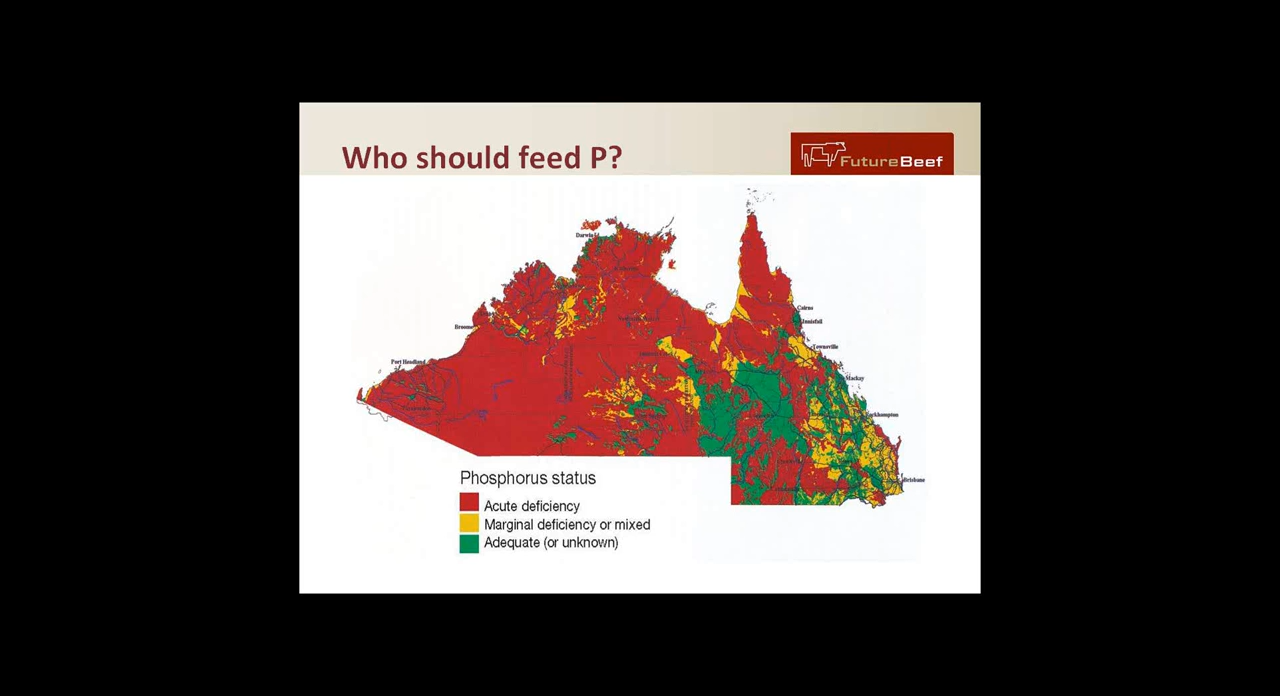 Who should feed P?
FutureBeef
Darwin
Cairns
Innisfail
Broome
Townsville
Port Headland
Mackay
Rockhampton
Brisbane
Phosphorus status
Acute deficiency
Marginal deficiency or mixed
Adequate (or unknown)